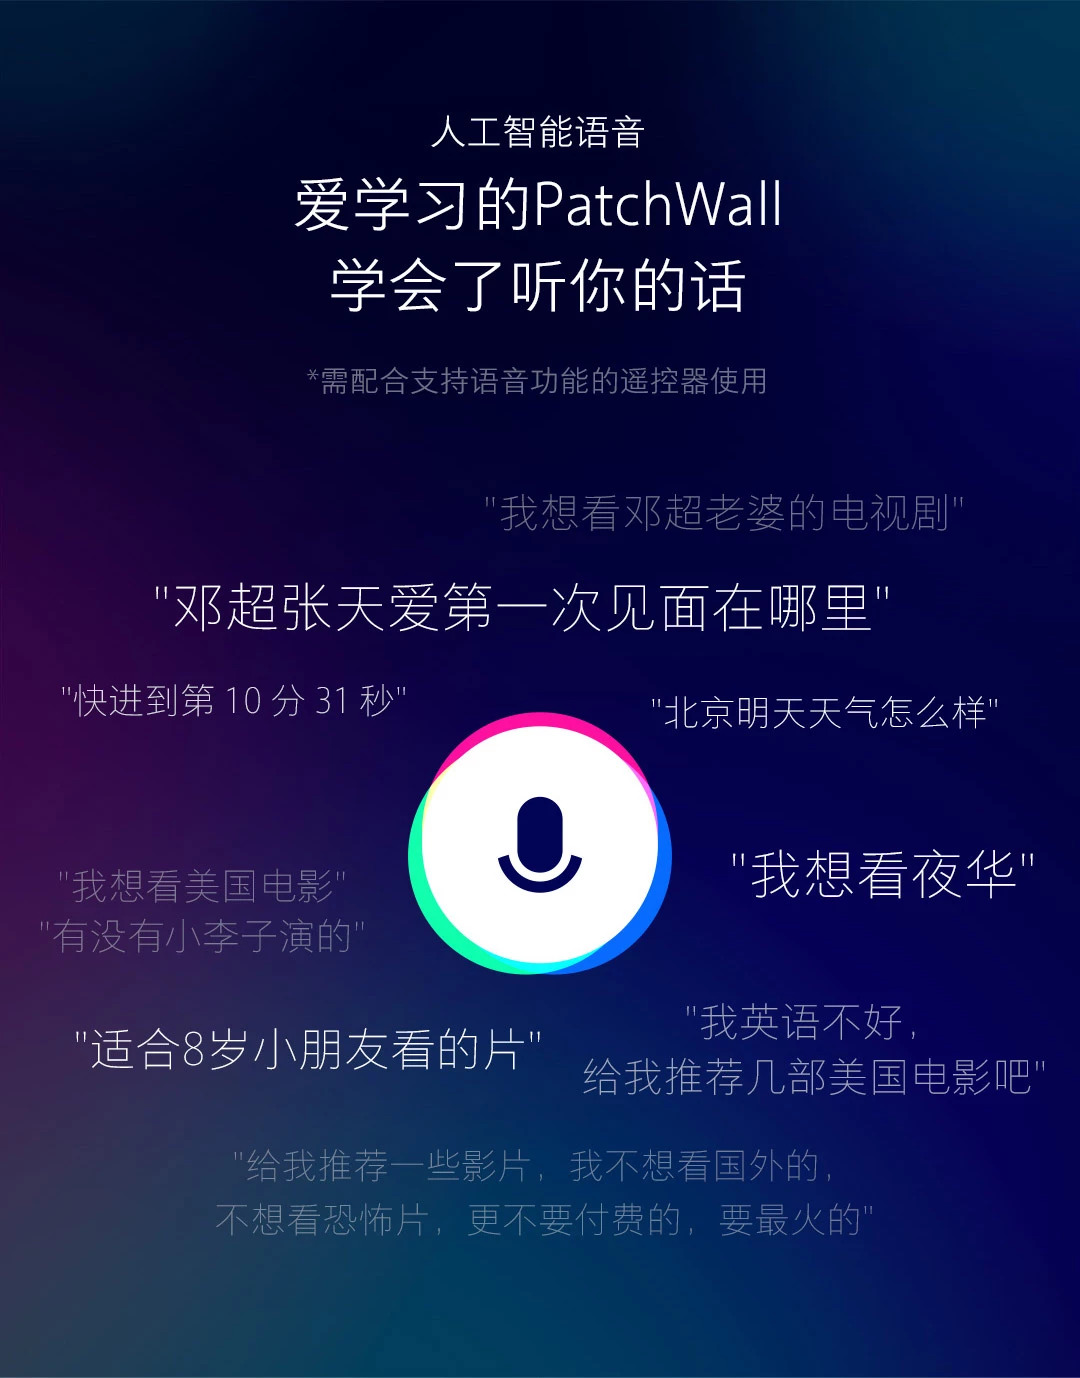 人工智能语音
爱学习的PatchWall
学会了听你的话
*需配合支持语音功能的遥控器使用
"我想看邓超老婆的电视剧"
"邓超张天爱第一次见面在哪里"
"快进到第 10 分 31 秒"
"北京明天天气怎么样"
"我想看夜华"
"我想看美国电影"
"有没有小李子演的"
"我英语不好，
给我推荐几部美国电影吧"
"适合8岁小朋友看的片"
"给我推荐一些影片，我不想看国外的，
不想看恐怖片，更不要付费的，要最火的"